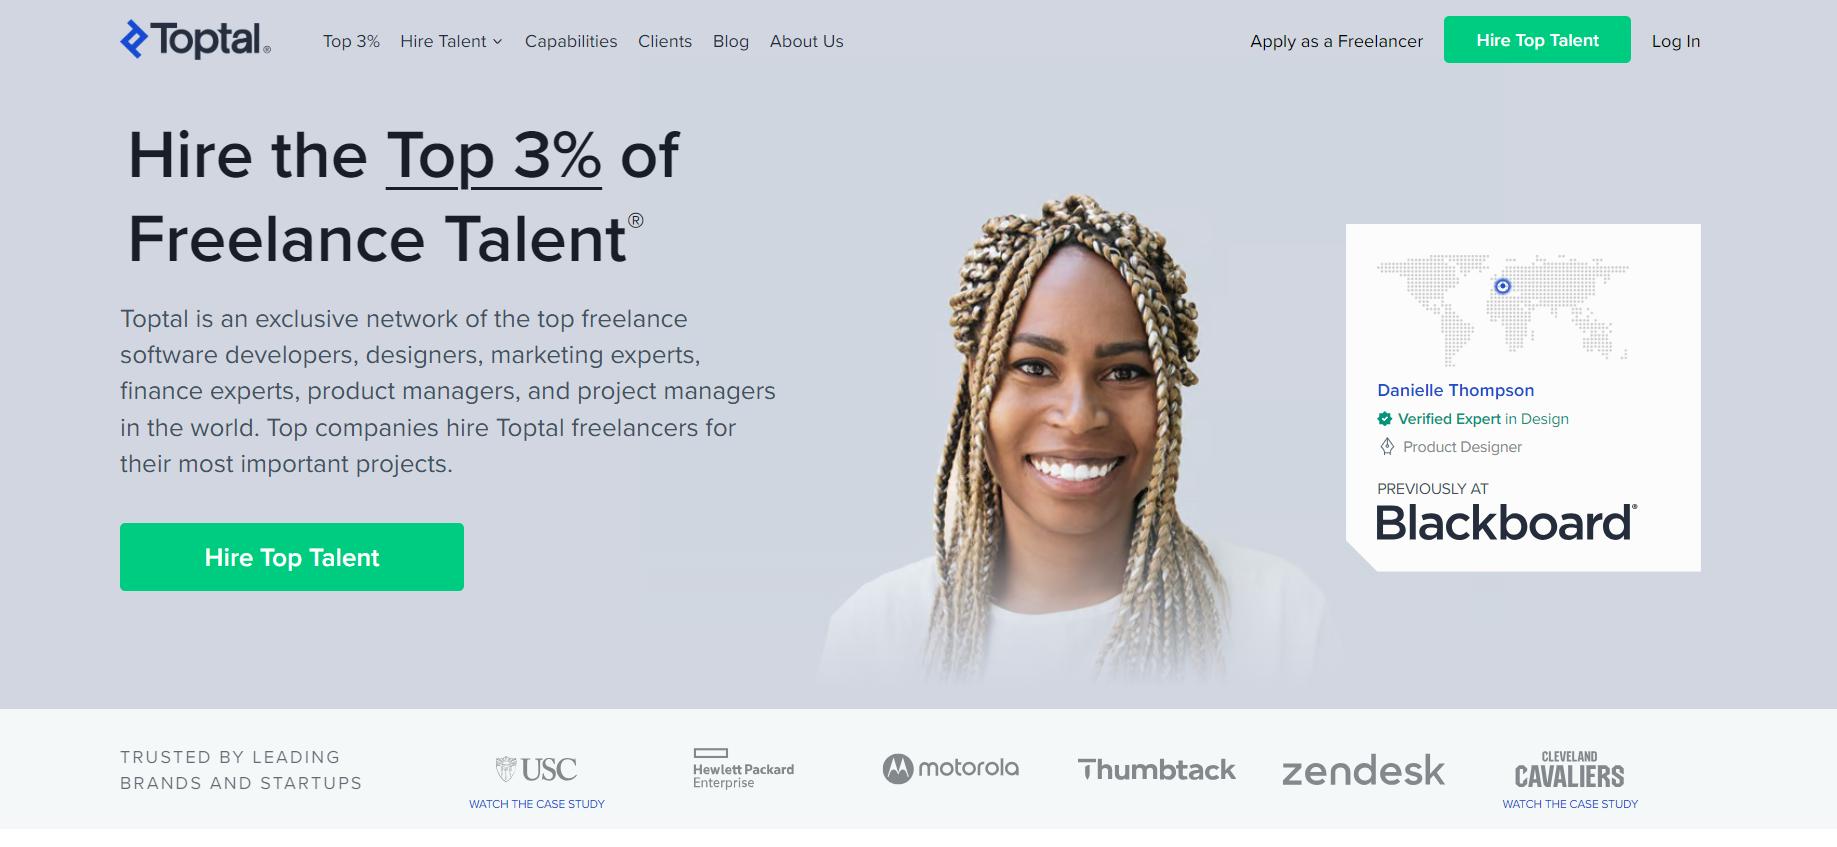 Toptal®
Top 3%
Hire Talent
Capabilities
Clients
Blog
About Us
Apply as a Freelancer
Hire Top Talent
Log In
Hire the Top 3% of
Freelance Talent®
Toptal is an exclusive network of the top freelance
software developers, designers, marketing experts,
finance experts, product managers, and project managers
in the world. Top companies hire Toptal freelancers for
their most important projects.
Hire Top Talent
Danielle Thompson
Verified Expert in Design
Product Designer
PREVIOUSLY AT
Blackboard®
TRUSTED BY LEADING
BRANDS AND STARTUPS
USC
WATCH THE CASE STUDY
Hewlett Packard
Enterprise
motorola
Thumbtack
zendesk
CLEVELAND
CAVALIERS
WATCH THE CASE STUDY